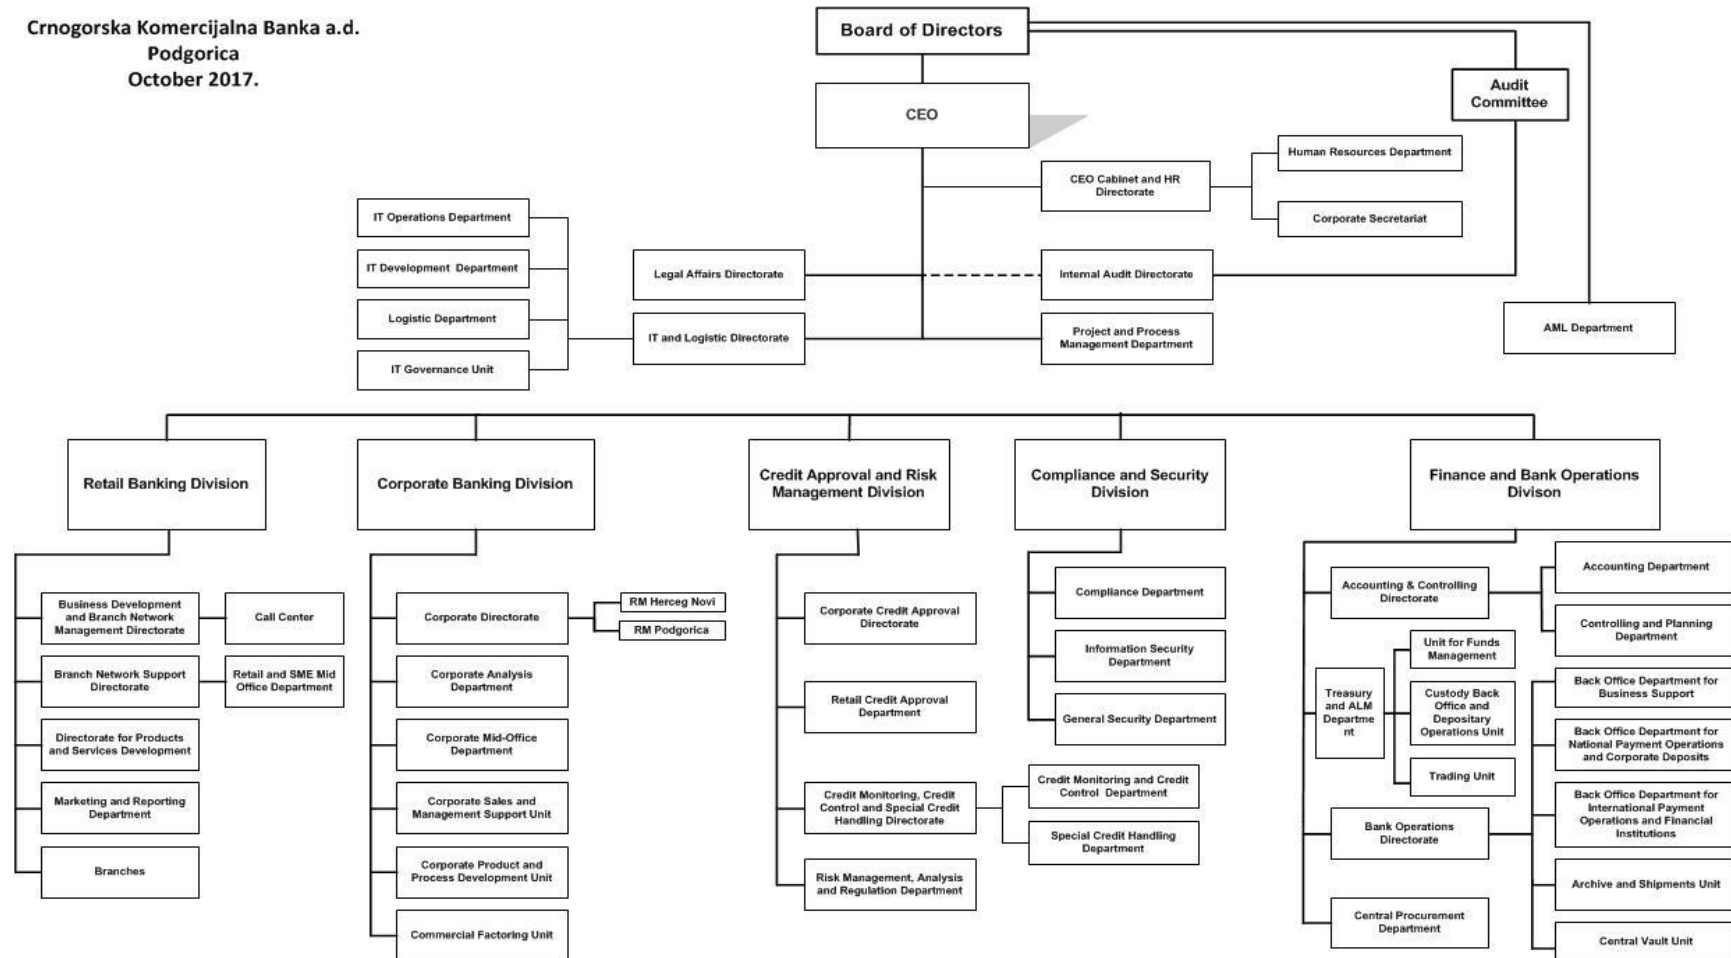 Crnogorska Komercijalna Banka a.d.
Podgorica
October 2017.
Board of Directors
CEO
Audit
Committee
Human Resources Department
CEO Cabinet and HR
Directorate
Corporate Secretariat
IT Operations Department
IT Development Department
Logistic Department
IT Governance Unit
Legal Affairs Directorate
IT and Logistic Directorate
Internal Audit Directorate
Project and Process
Management Department
AML Department
Retail Banking Division
Corporate Banking Division
Credit Approval and Risk
Management Division
Compliance and Security
Division
Finance and Bank Operations
Divison
Business Development
and Branch Network
Management Directorate
Call Center
Branch Network Support
Directorate
Retail and SME Mid
Office Department
Directorate for Products
and Services Development
Marketing and Reporting
Department
Branches
Corporate Directorate
RM Herceg Novi
RM Podgorica
Corporate Analysis
Department
Corporate Mid-Office
Department
Corporate Sales and
Management Support Unit
Corporate Product and
Process Development Unit
Commercial Factoring Unit
Corporate Credit Approval
Directorate
Retail Credit Approval
Department
Credit Monitoring, Credit
Control and Special Credit
Handling Directorate
Credit Monitoring and Credit
Control Department
Special Credit Handling
Department
Risk Management, Analysis
and Regulation Department
Compliance Department
Information Security
Department
General Security Department
Accounting & Controlling
Directorate
Accounting Department
Controlling and Planning
Department
Treasury
and ALM
Departme
nt
Unit for Funds
Management
Custody Back
Office and
Depositary
Operations Unit
Trading Unit
Bank Operations
Directorate
Back Office Department for
Business Support
Back Office Department for
National Payment Operations
and Corporate Deposits
Back Office Department for
International Payment
Operations and Financial
Institutions
Archive and Shipments Unit
Central Vault Unit
Central Procurement
Department